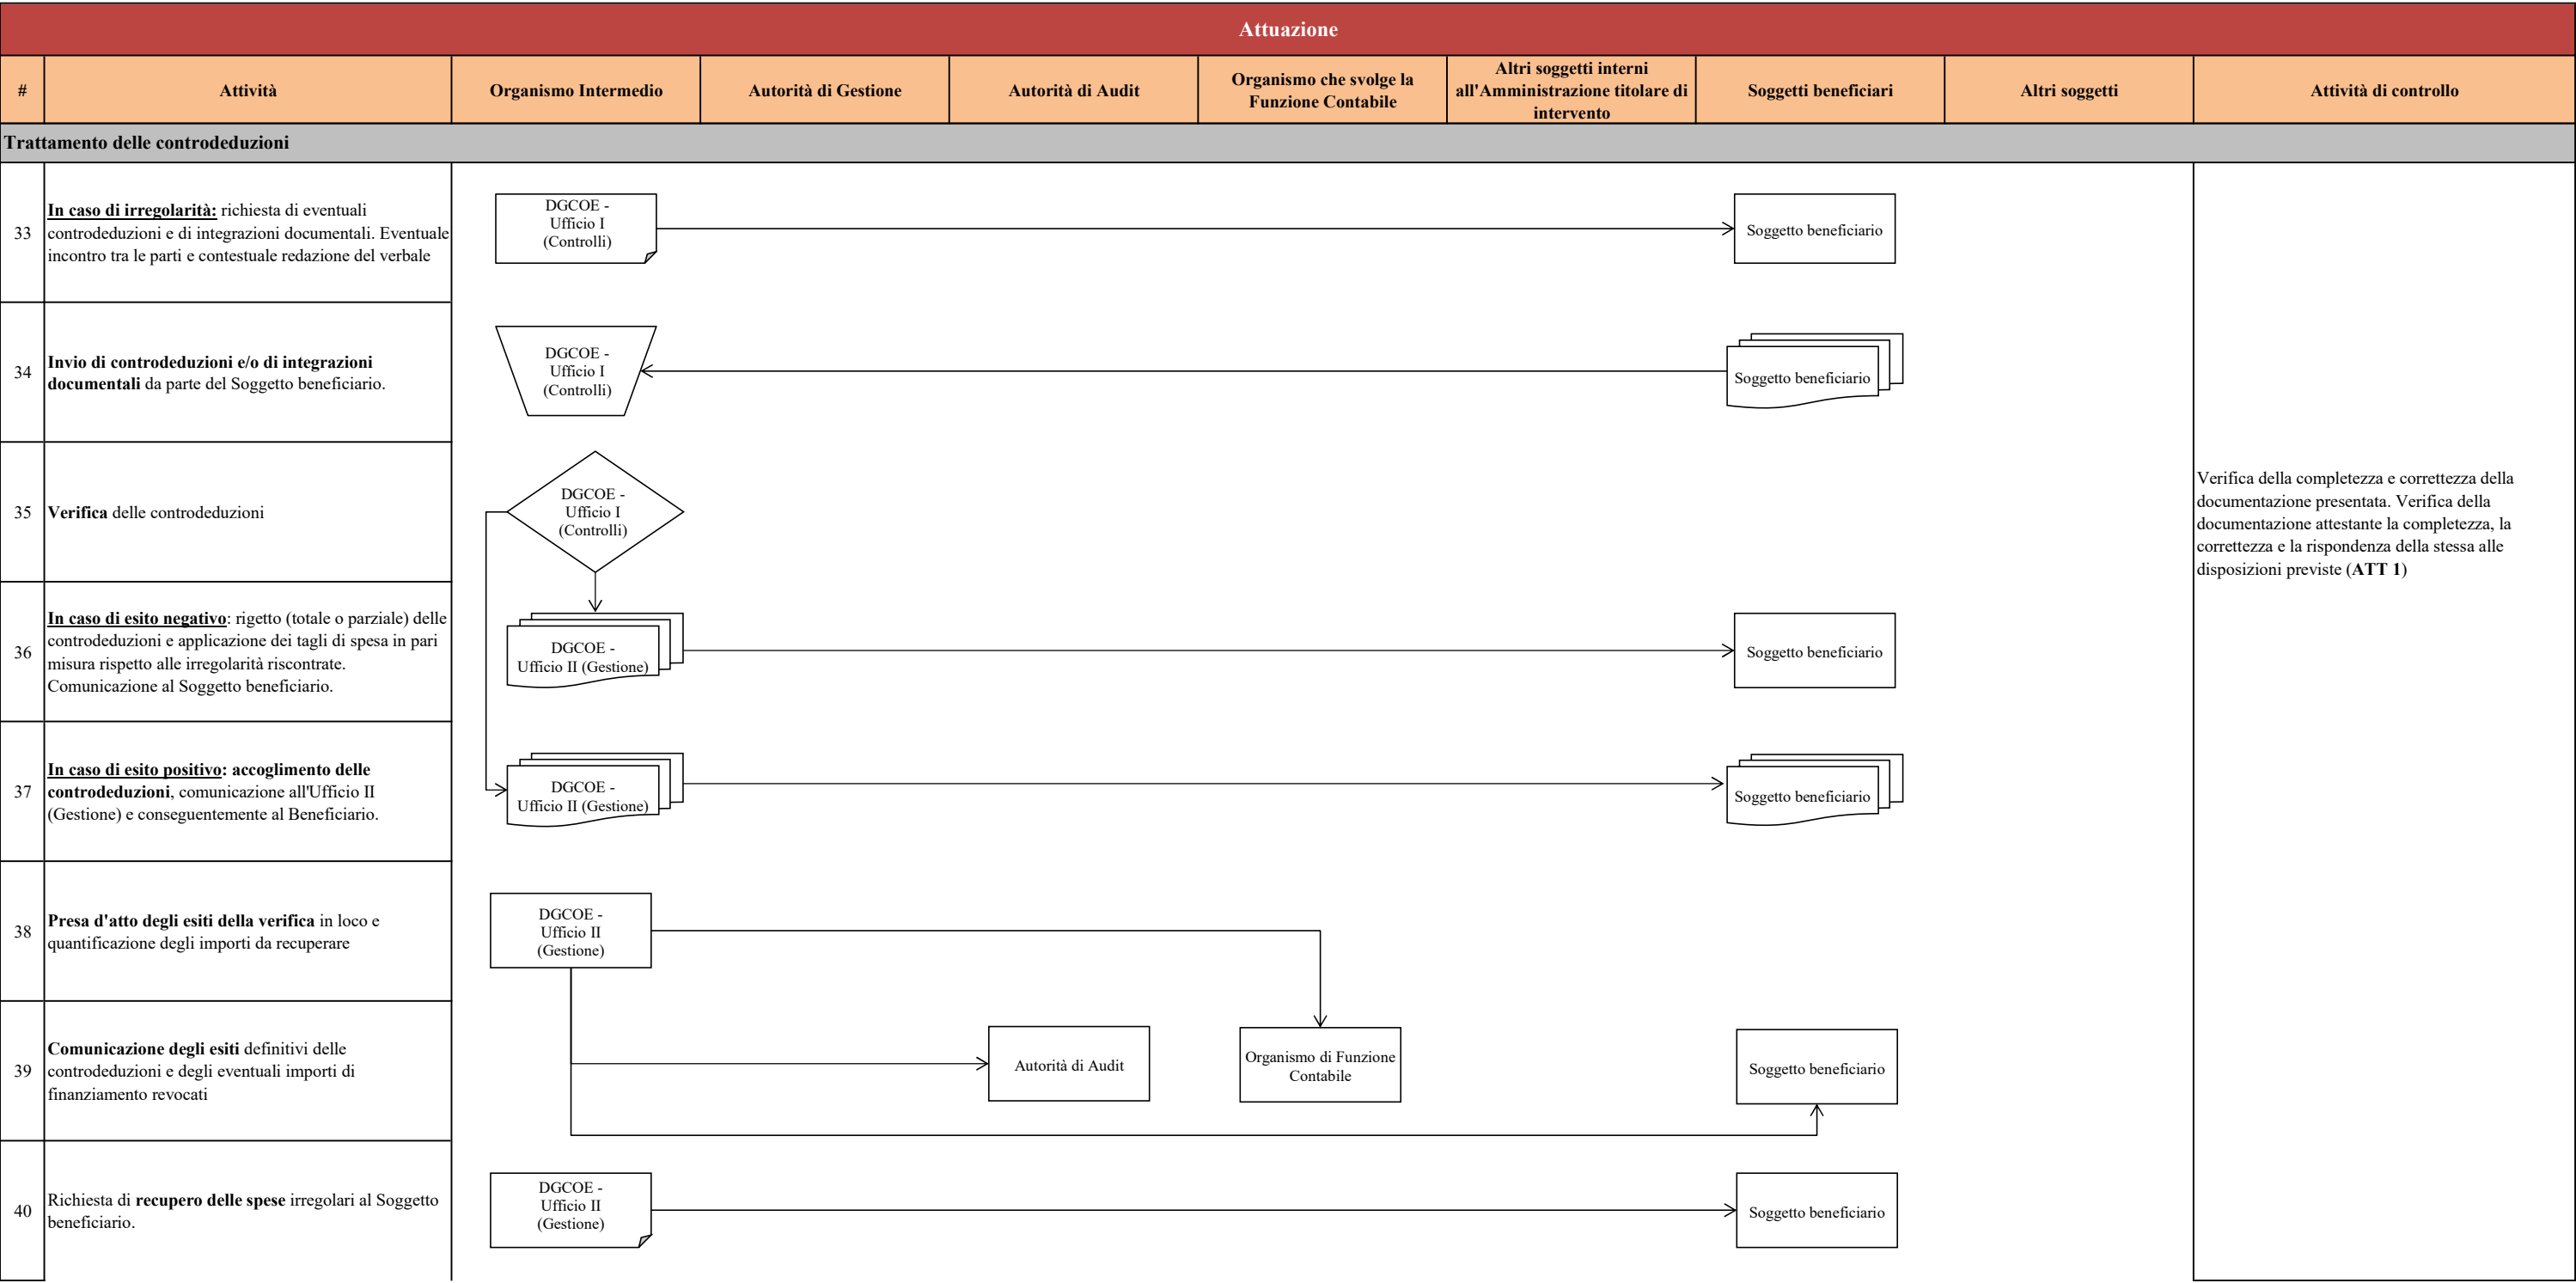 Attuazione
#
Attività
Organismo Intermedio
Autorità di Gestione
Autorità di Audit
Organismo che svolge la
Funzione Contabile
Altri soggetti interni
all'Amministrazione titolare di
intervento
Soggetti beneficiari
Altri soggetti
Attività di controllo
Trattamento delle controdeduzioni
33
In caso di irregolarità: richiesta di eventuali
controdeduzioni e di integrazioni documentali. Eventuale
incontro tra le parti e contestuale redazione del verbale
DGCOE -
Ufficio I
(Controlli)
Soggetto beneficiario
34
Invio di controdeduzioni e/o di integrazioni
documentali da parte del Soggetto beneficiario.
DGCOE -
Ufficio I
(Controlli)
Soggetto beneficiario
35
Verifica delle controdeduzioni
DGCOE -
Ufficio I
(Controlli)
Verifica della completezza e correttezza della
documentazione presentata. Verifica della
documentazione attestante la completezza, la
correttezza e la rispondenza della stessa alle
disposizioni previste (ATT 1)
36
In caso di esito negativo: rigetto (totale o parziale) delle
controdeduzioni e applicazione dei tagli di spesa in pari
misura rispetto alle irregolarità riscontrate.
Comunicazione al Soggetto beneficiario.
DGCOE -
Ufficio II (Gestione)
Soggetto beneficiario
37
In caso di esito positivo: accoglimento delle
controdeduzioni, comunicazione all'Ufficio II
(Gestione) e conseguentemente al Beneficiario.
DGCOE -
Ufficio II (Gestione)
Soggetto beneficiario
38
Presa d'atto degli esiti della verifica in loco e
quantificazione degli importi da recuperare
DGCOE -
Ufficio II
(Gestione)
39
Comunicazione degli esiti definitivi delle
controdeduzioni e degli eventuali importi di
finanziamento revocati
Autorità di Audit
Organismo di Funzione
Contabile
Soggetto beneficiario
40
Richiesta di recupero delle spese irregolari al Soggetto
beneficiario.
DGCOE -
Ufficio II
(Gestione)
Soggetto beneficiario